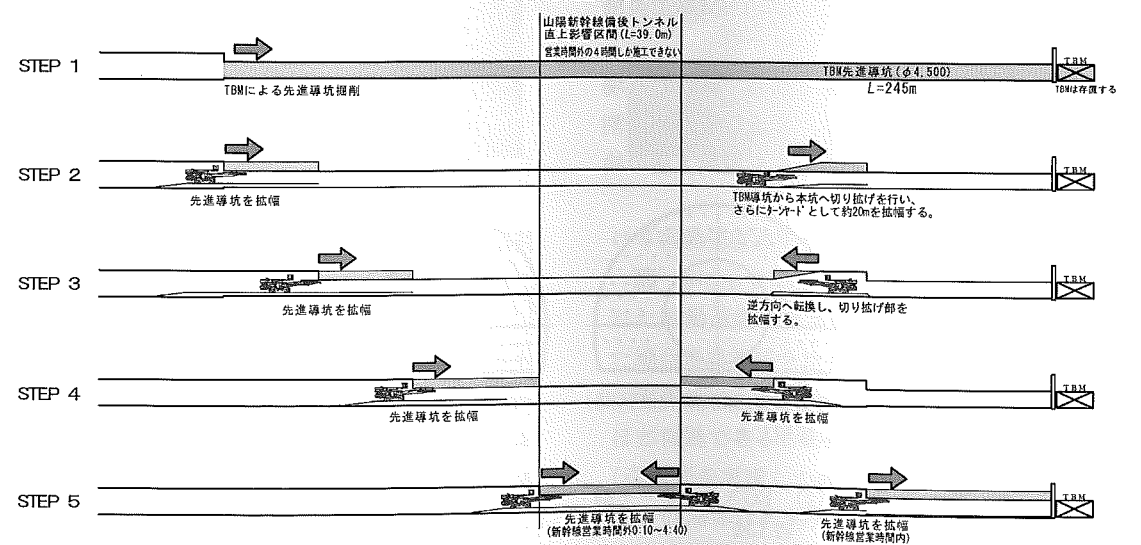 山陽新幹線備後トンネル
直上影響区間(L=39.0m)
営業時間外の4時間しか施工できない
STEP 1
TBMによる先進導坑掘削
TBM先進導坑(φ4,500)
L=245m
TBM
TBMは存置する
STEP 2
先進導坑を拡幅
TBM導坑から本坑へ切り拡げを行い、
さらにターンヤードとして約20mを拡幅する。
TBM
STEP 3
先進導坑を拡幅
逆方向へ転換し、切り拡げ部を
拡幅する。
TBM
STEP 4
先進導坑を拡幅
先進導坑を拡幅
TBM
STEP 5
先進導坑を拡幅
(新幹線営業時間外0:10~4:40)
先進導坑を拡幅
(新幹線営業時間内)
TBM